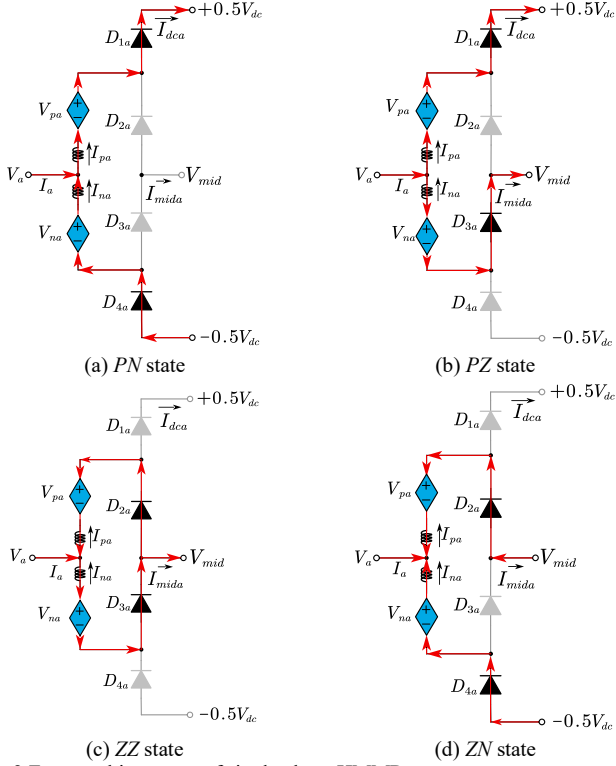 +0.5V_dc
+0.5V_dc
D_1a
I_dca
D_1a
I_dca
V_pa
D_2a
V_pa
D_2a
I_pa
I_pa
V_a
I_a
V_mid
V_a
I_a
V_mid
I_na
I_mida
I_na
I_mida
V_na
D_3a
V_na
D_3a
D_4a
D_4a
-0.5V_dc
-0.5V_dc
(a) PN state
(b) PZ state
+0.5V_dc
+0.5V_dc
D_1a
I_dca
D_1a
I_dca
V_pa
D_2a
V_pa
D_2a
I_pa
I_pa
V_a
I_a
V_mid
V_a
I_a
V_mid
I_na
I_mida
I_na
I_mida
V_na
D_3a
V_na
D_3a
D_4a
D_4a
-0.5V_dc
-0.5V_dc
(c) ZZ state
(d) ZN state